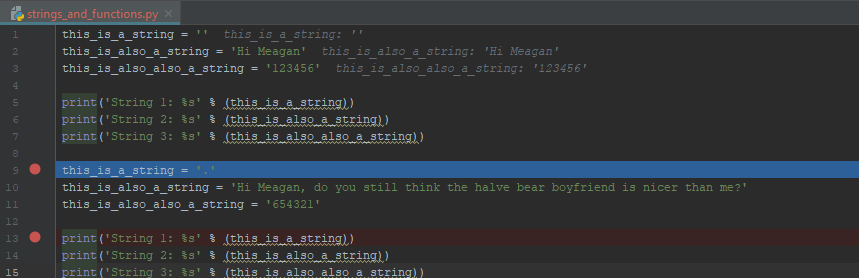 strings_and_functions.py
1 this_is_a_string = '' this_is_a_string: ''
2 this_is_also_a_string = 'Hi Meagan' this_is_also_a_string: 'Hi Meagan'
3 this_is_also_also_a_string = '123456' this_is_also_also_a_string: '123456'
4
5 print('String 1: %s' % (this_is_a_string))
6 print('String 2: %s' % (this_is_also_a_string))
7 print('String 3: %s' % (this_is_also_also_a_string))
8
9 this_is_a_string = '.'
10 this_is_also_a_string = 'Hi Meagan, do you still think the halve bear boyfriend is nicer than me?'
11 this_is_also_also_a_string = '654321'
12
13 print('String 1: %s' % (this_is_a_string))
14 print('String 2: %s' % (this_is_also_a_string))
15 print('String 3: %s' % (this_is_also_also_a_string))